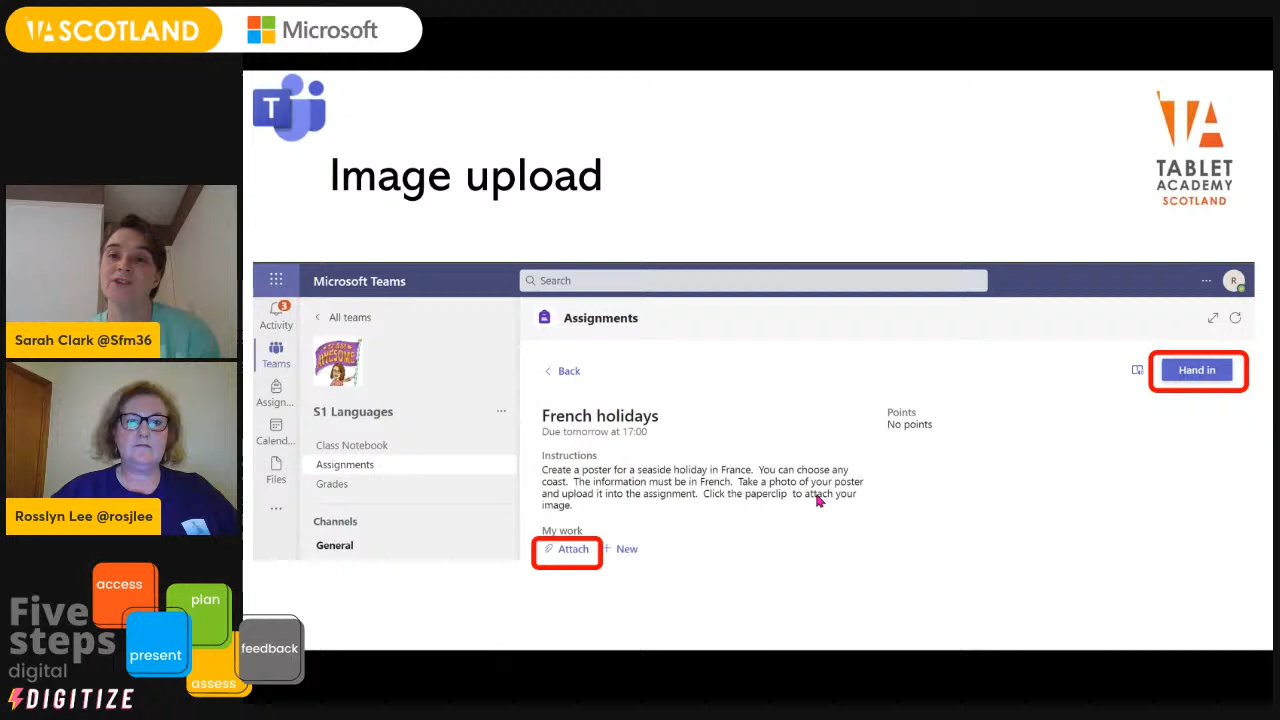 TA SCOTLAND
Microsoft
T
Image upload
TA
TABLET
ACADEMY
SCOTLAND
Microsoft Teams
Search
R
3
Activity
Teams
Assign...
Calend...
Files
All teams
AWESOME
S1 Languages
Class Notebook
Assignments
Grades
Channels
General
Assignments
Back
Hand in
French holidays
Due tomorrow at 17:00
Points
No points
Instructions
Create a poster for a seaside holiday in France. You can choose any
coast. The information must be in French. Take a photo of your poster
and upload it into the assignment. Click the paperclip to attach your
image.
My work
Attach
+ New
Sarah Clark @Sfm36
Rosslyn Lee @rosjlee
Five
steps
digital
DIGITIZE
access
plan
present
assess
feedback